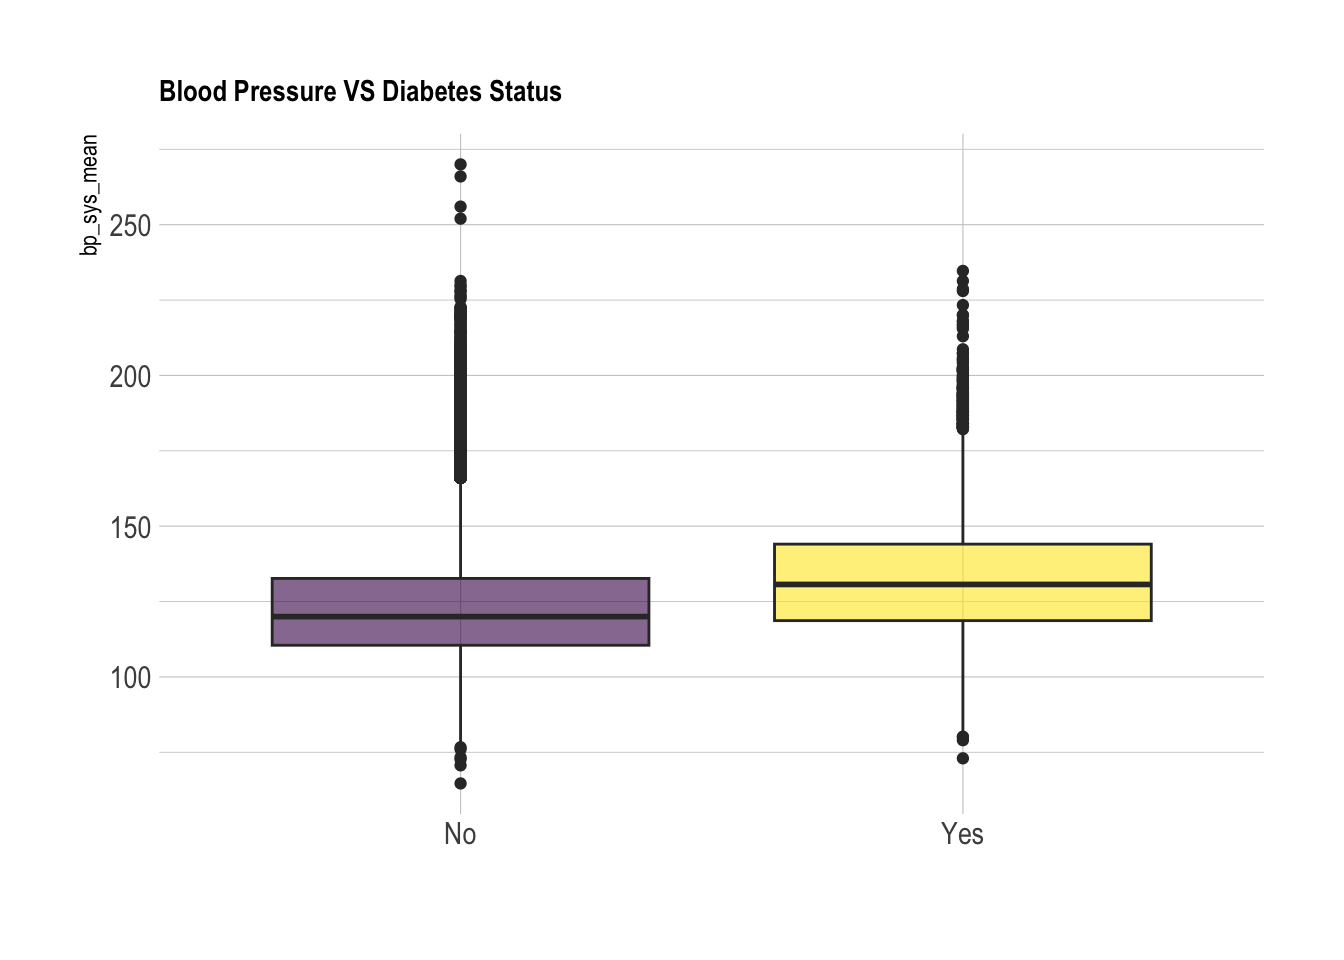 Blood Pressure VS Diabetes Status
bp_sys_mean
250
200
150
100
No
Yes